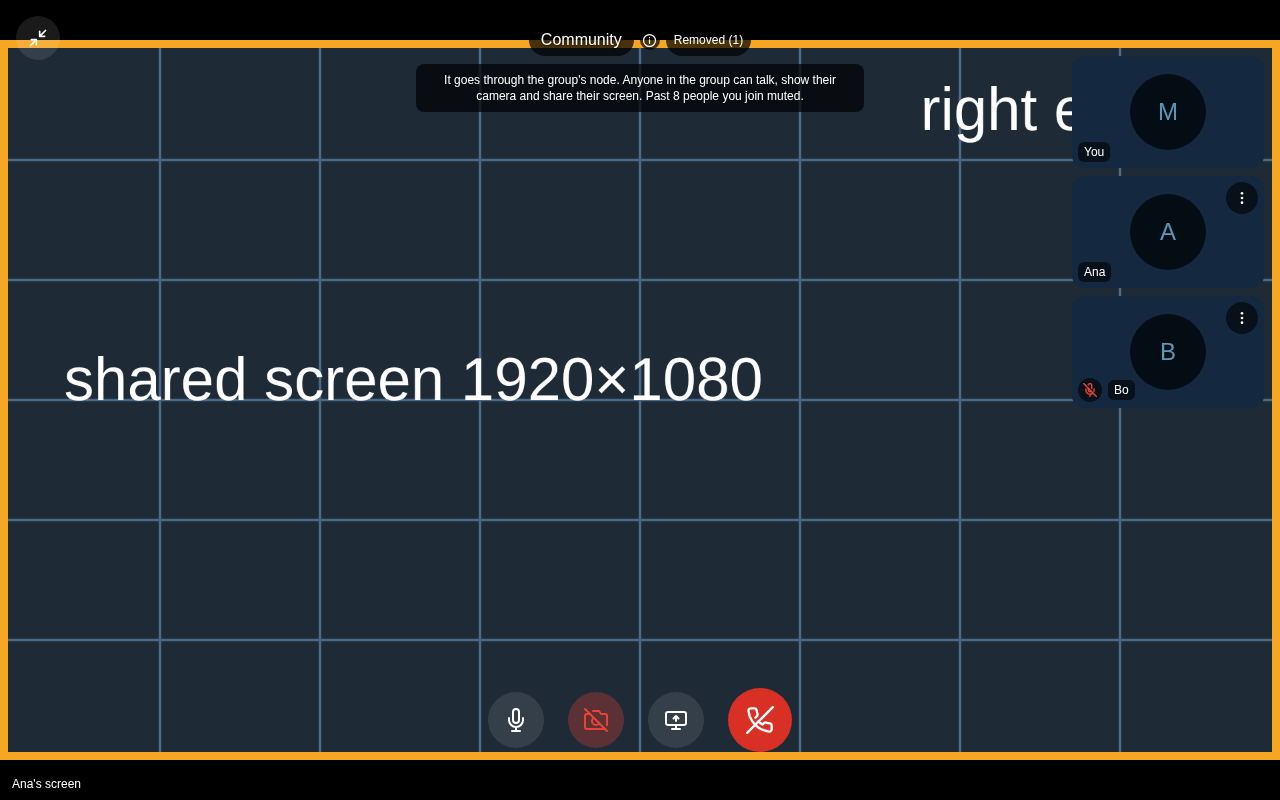 Community
Removed (1)
It goes through the group's node. Anyone in the group can talk, show their
camera and share their screen. Past 8 people you join muted.
right e
M
You
A
Ana
B
Bo
shared screen 1920×1080
Ana's screen